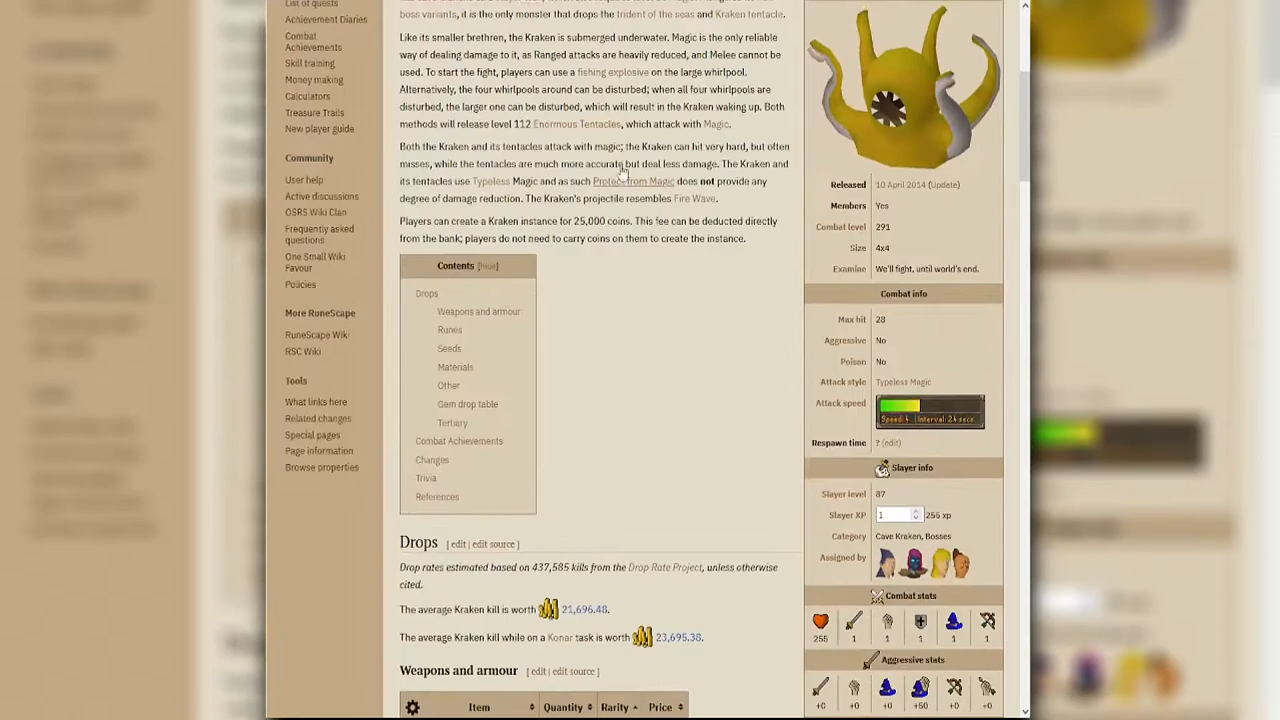 List of quests
Achievement Diaries
Combat
Achievements
Skill training
Money making
Calculators
Treasure Trails
New player guide
Community
User help
Active discussions
OSRS Wiki Clan
Frequently asked
questions
One Small Wiki
Favour
Policies
More RuneScape
RuneScape Wiki
RSC Wiki
Tools
What links here
Related changes
Special pages
Page information
Browse properties
boss variants, it is the only monster that drops the trident of the seas and Kraken tentacle.
Like its smaller brethren, the Kraken is submerged underwater. Magic is the only reliable
way of dealing damage to it, as Ranged attacks are heavily reduced, and Melee cannot be
used. To start the fight, players can use a fishing explosive on the large whirlpool.
Alternatively, the four whirlpools around can be disturbed; when all four whirlpools are
disturbed, the larger one can be disturbed, which will result in the Kraken waking up. Both
methods will release level 112 Enormous Tentacles, which attack with Magic.
Both the Kraken and its tentacles attack with magic; the Kraken can hit very hard, but often
misses, while the tentacles are much more accurate but deal less damage. The Kraken and
its tentacles use Typeless Magic and as such Protect from Magic does not provide any
degree of damage reduction. The Kraken's projectile resembles Fire Wave.
Players can create a Kraken instance for 25,000 coins. This fee can be deducted directly
from the bank; players do not need to carry coins on them to create the instance.
Contents [hide]
Drops
Weapons and armour
Runes
Seeds
Materials
Other
Gem drop table
Tertiary
Combat Achievements
Changes
Trivia
References
Drops [ edit | edit source ]
Drop rates estimated based on 437,585 kills from the Drop Rate Project, unless otherwise
cited.
The average Kraken kill is worth 21,696.48.
The average Kraken kill while on a Konar task is worth 23,695.38.
Weapons and armour [ edit | edit source ]
Item Quantity Rarity Price
Released 10 April 2014 (Update)
Members Yes
Combat level 291
Size 4x4
Examine We'll fight, until world's end.
Combat info
Max hit 28
Aggressive No
Poison No
Attack style Typeless Magic
Attack speed Speed: 4 Interval: 2.4 secs
Respawn time ? (edit)
Slayer info
Slayer level 87
Slayer XP 1 255 xp
Category Cave Kraken, Bosses
Assigned by
Combat stats
255 1 1 1 1 1
Aggressive stats
+0 +0 +0 +50 +0 +0